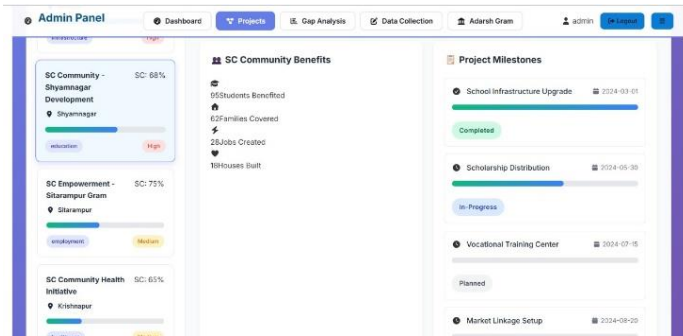 Admin Panel
Dashboard
Projects
Gap Analysis
Data Collection
Adarsh Gram
admin
Logout
infrastructure
High
SC Community - Shyamnagar Development
SC: 68%
Shyamnagar
education
High
SC Empowerment - Sitarampur Gram
SC: 75%
Sitarampur
employment
Medium
SC Community Health Initiative
SC: 65%
Krishnapur
SC Community Benefits
95Students Benefited
62Families Covered
28Jobs Created
18Houses Built
Project Milestones
School Infrastructure Upgrade
2024-03-01
Completed
Scholarship Distribution
2024-05-30
In-Progress
Vocational Training Center
2024-07-15
Planned
Market Linkage Setup
2024-08-20